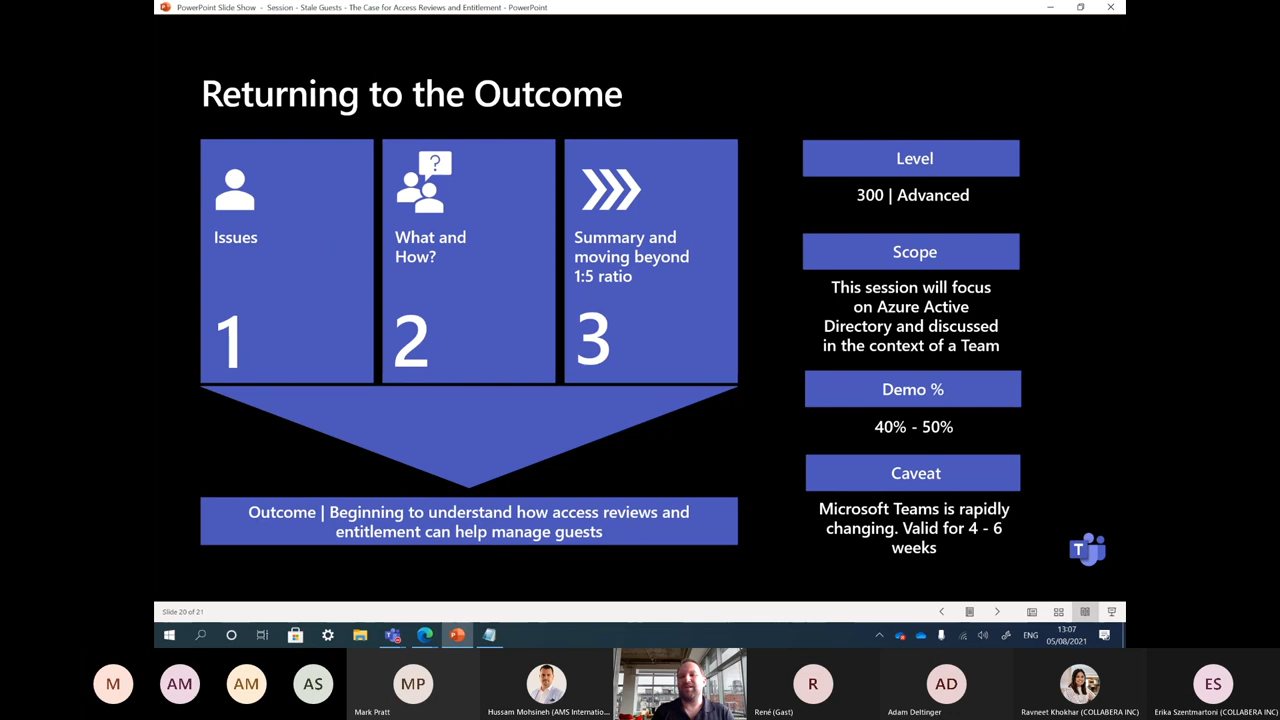 PowerPoint Slide Show - Session - Stale Guests - The Case for Access Reviews and Entitlement - PowerPoint
Returning to the Outcome
Issues
1
?
What and
How?
2
Summary and
moving beyond
1:5 ratio
3
Outcome | Beginning to understand how access reviews and
entitlement can help manage guests
Level
300 | Advanced
Scope
This session will focus
on Azure Active
Directory and discussed
in the context of a Team
Demo %
40% - 50%
Caveat
Microsoft Teams is rapidly
changing. Valid for 4 - 6
weeks
T
Slide 20 of 21
ENG
13:07
05/08/2021
M
AM
AM
AS
MP
Mark Pratt
Hussam Mohsineh (AMS Internatio...
R
René (Gast)
AD
Adam Deltinger
Ravneet Khokhar (COLLABERA INC)
ES
Erika Szentmartoni (COLLABERA INC)